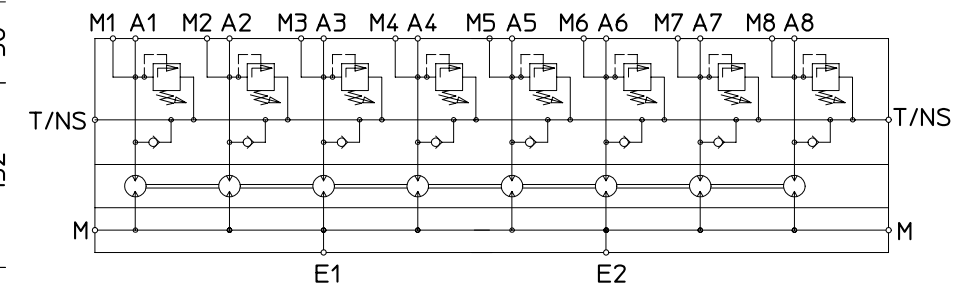 M1 A1 M2 A2 M3 A3 M4 A4 M5 A5 M6 A6 M7 A7 M8 A8
T/NS T/NS
M M
E1 E2